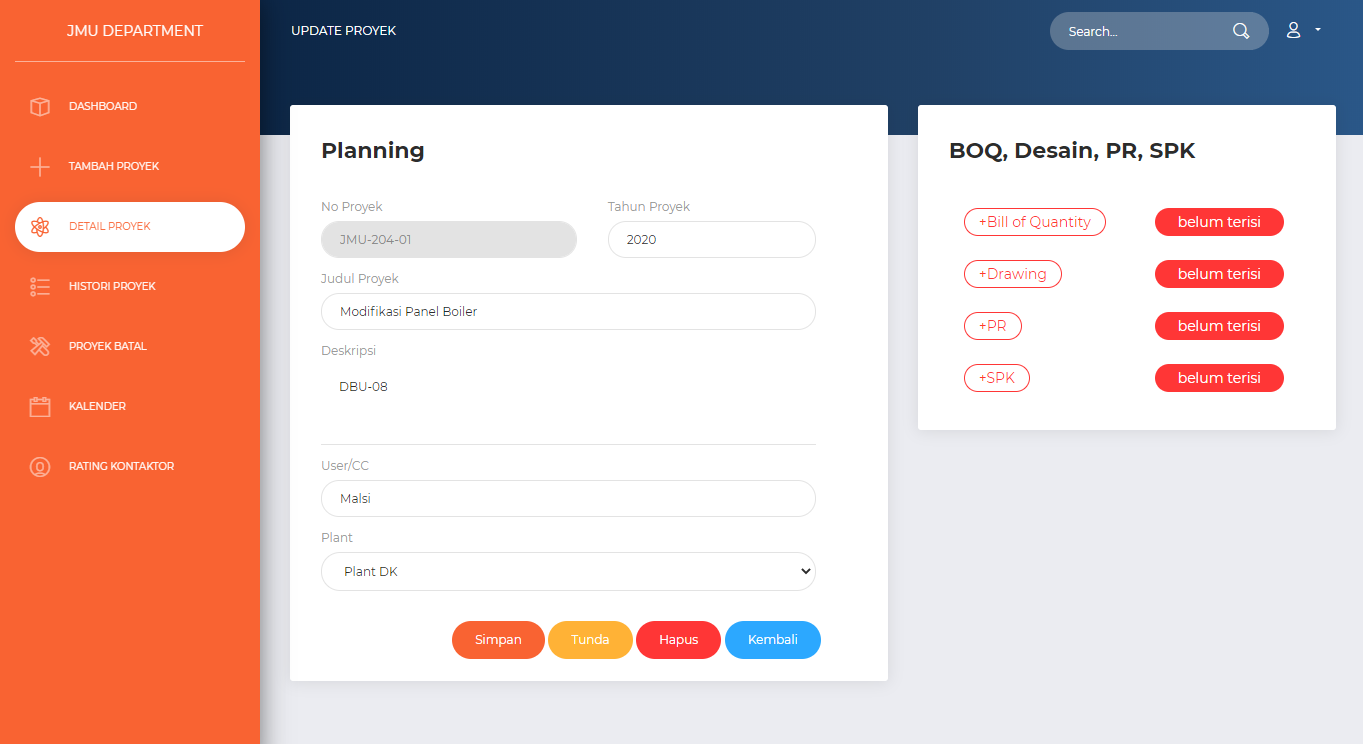 JMU DEPARTMENT
DASHBOARD
TAMBAH PROYEK
DETAIL PROYEK
HISTORI PROYEK
PROYEK BATAL
KALENDER
RATING KONTAKTOR
UPDATE PROYEK
Search...
Planning
No Proyek
Tahun Proyek
JMU-204-01
2020
Judul Proyek
Modifikasi Panel Boiler
Deskripsi
DBU-08
User/CC
Malsi
Plant
Plant DK
Simpan
Tunda
Hapus
Kembali
BOQ, Desain, PR, SPK
+Bill of Quantity
belum terisi
+Drawing
belum terisi
+PR
belum terisi
+SPK
belum terisi